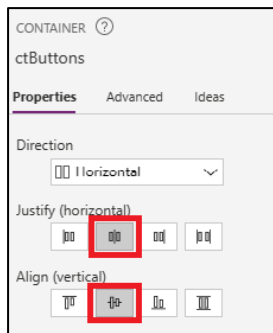 CONTAINER ?
ctButtons
Properties Advanced Ideas
Direction
Horizontal
Justify (horizontal)
Align (vertical)